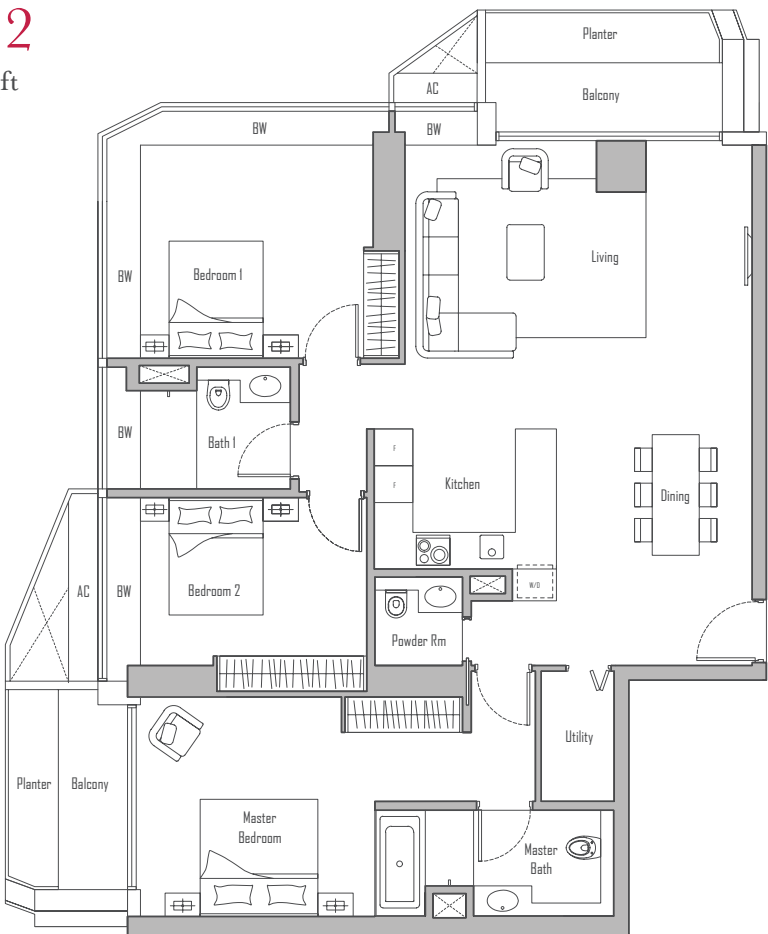 2
ft
Planter
AC
Balcony
BW
BW
BW
Bedroom 1
Living
BW
Bath 1
F
F
Kitchen
Dining
AC
BW
Bedroom 2
W/D
Powder Rm
Utility
Planter
Balcony
Master
Bedroom
Master
Bath